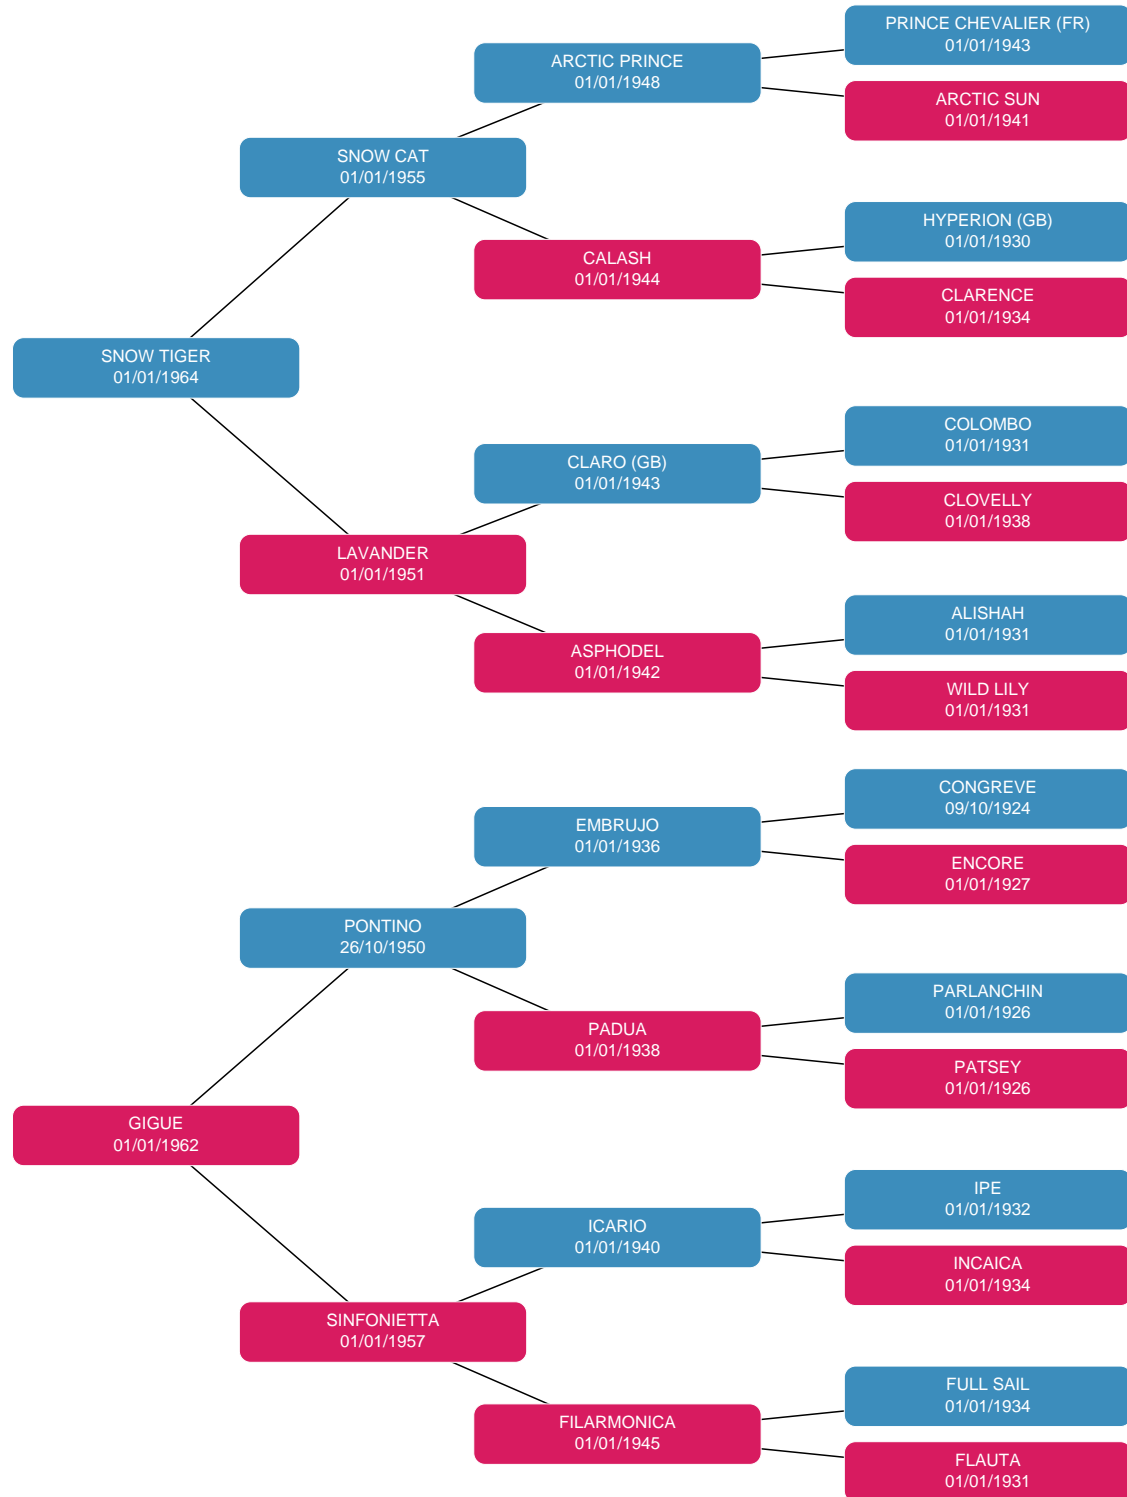 PRINCE CHEVALIER (FR)
01/01/1943
ARCTIC PRINCE
01/01/1948
ARCTIC SUN
01/01/1941
SNOW CAT
01/01/1955
HYPERION (GB)
01/01/1930
CALASH
01/01/1944
CLARENCE
01/01/1934
SNOW TIGER
01/01/1964
COLOMBO
01/01/1931
CLARO (GB)
01/01/1943
CLOVELLY
01/01/1938
LAVANDER
01/01/1951
ALISHAH
01/01/1931
ASPHODEL
01/01/1942
WILD LILY
01/01/1931
CONGREVE
09/10/1924
EMBRUJO
01/01/1936
ENCORE
01/01/1927
PONTINO
26/10/1950
PARLANCHIN
01/01/1926
PADUA
01/01/1938
PATSEY
01/01/1926
GIGUE
01/01/1962
IPE
01/01/1932
ICARIO
01/01/1940
INCAICA
01/01/1934
SINFONIETTA
01/01/1957
FULL SAIL
01/01/1934
FILARMONICA
01/01/1945
FLAUTA
01/01/1931